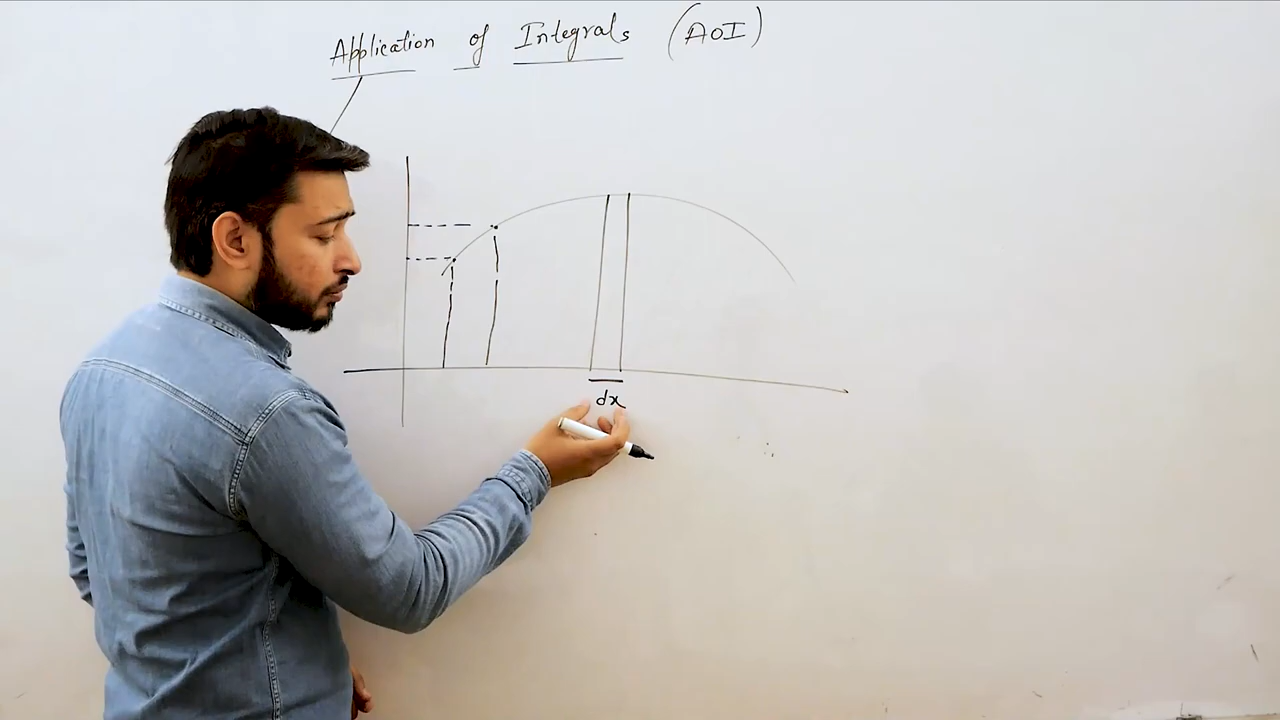 Application of Integrals (AoI)
dx